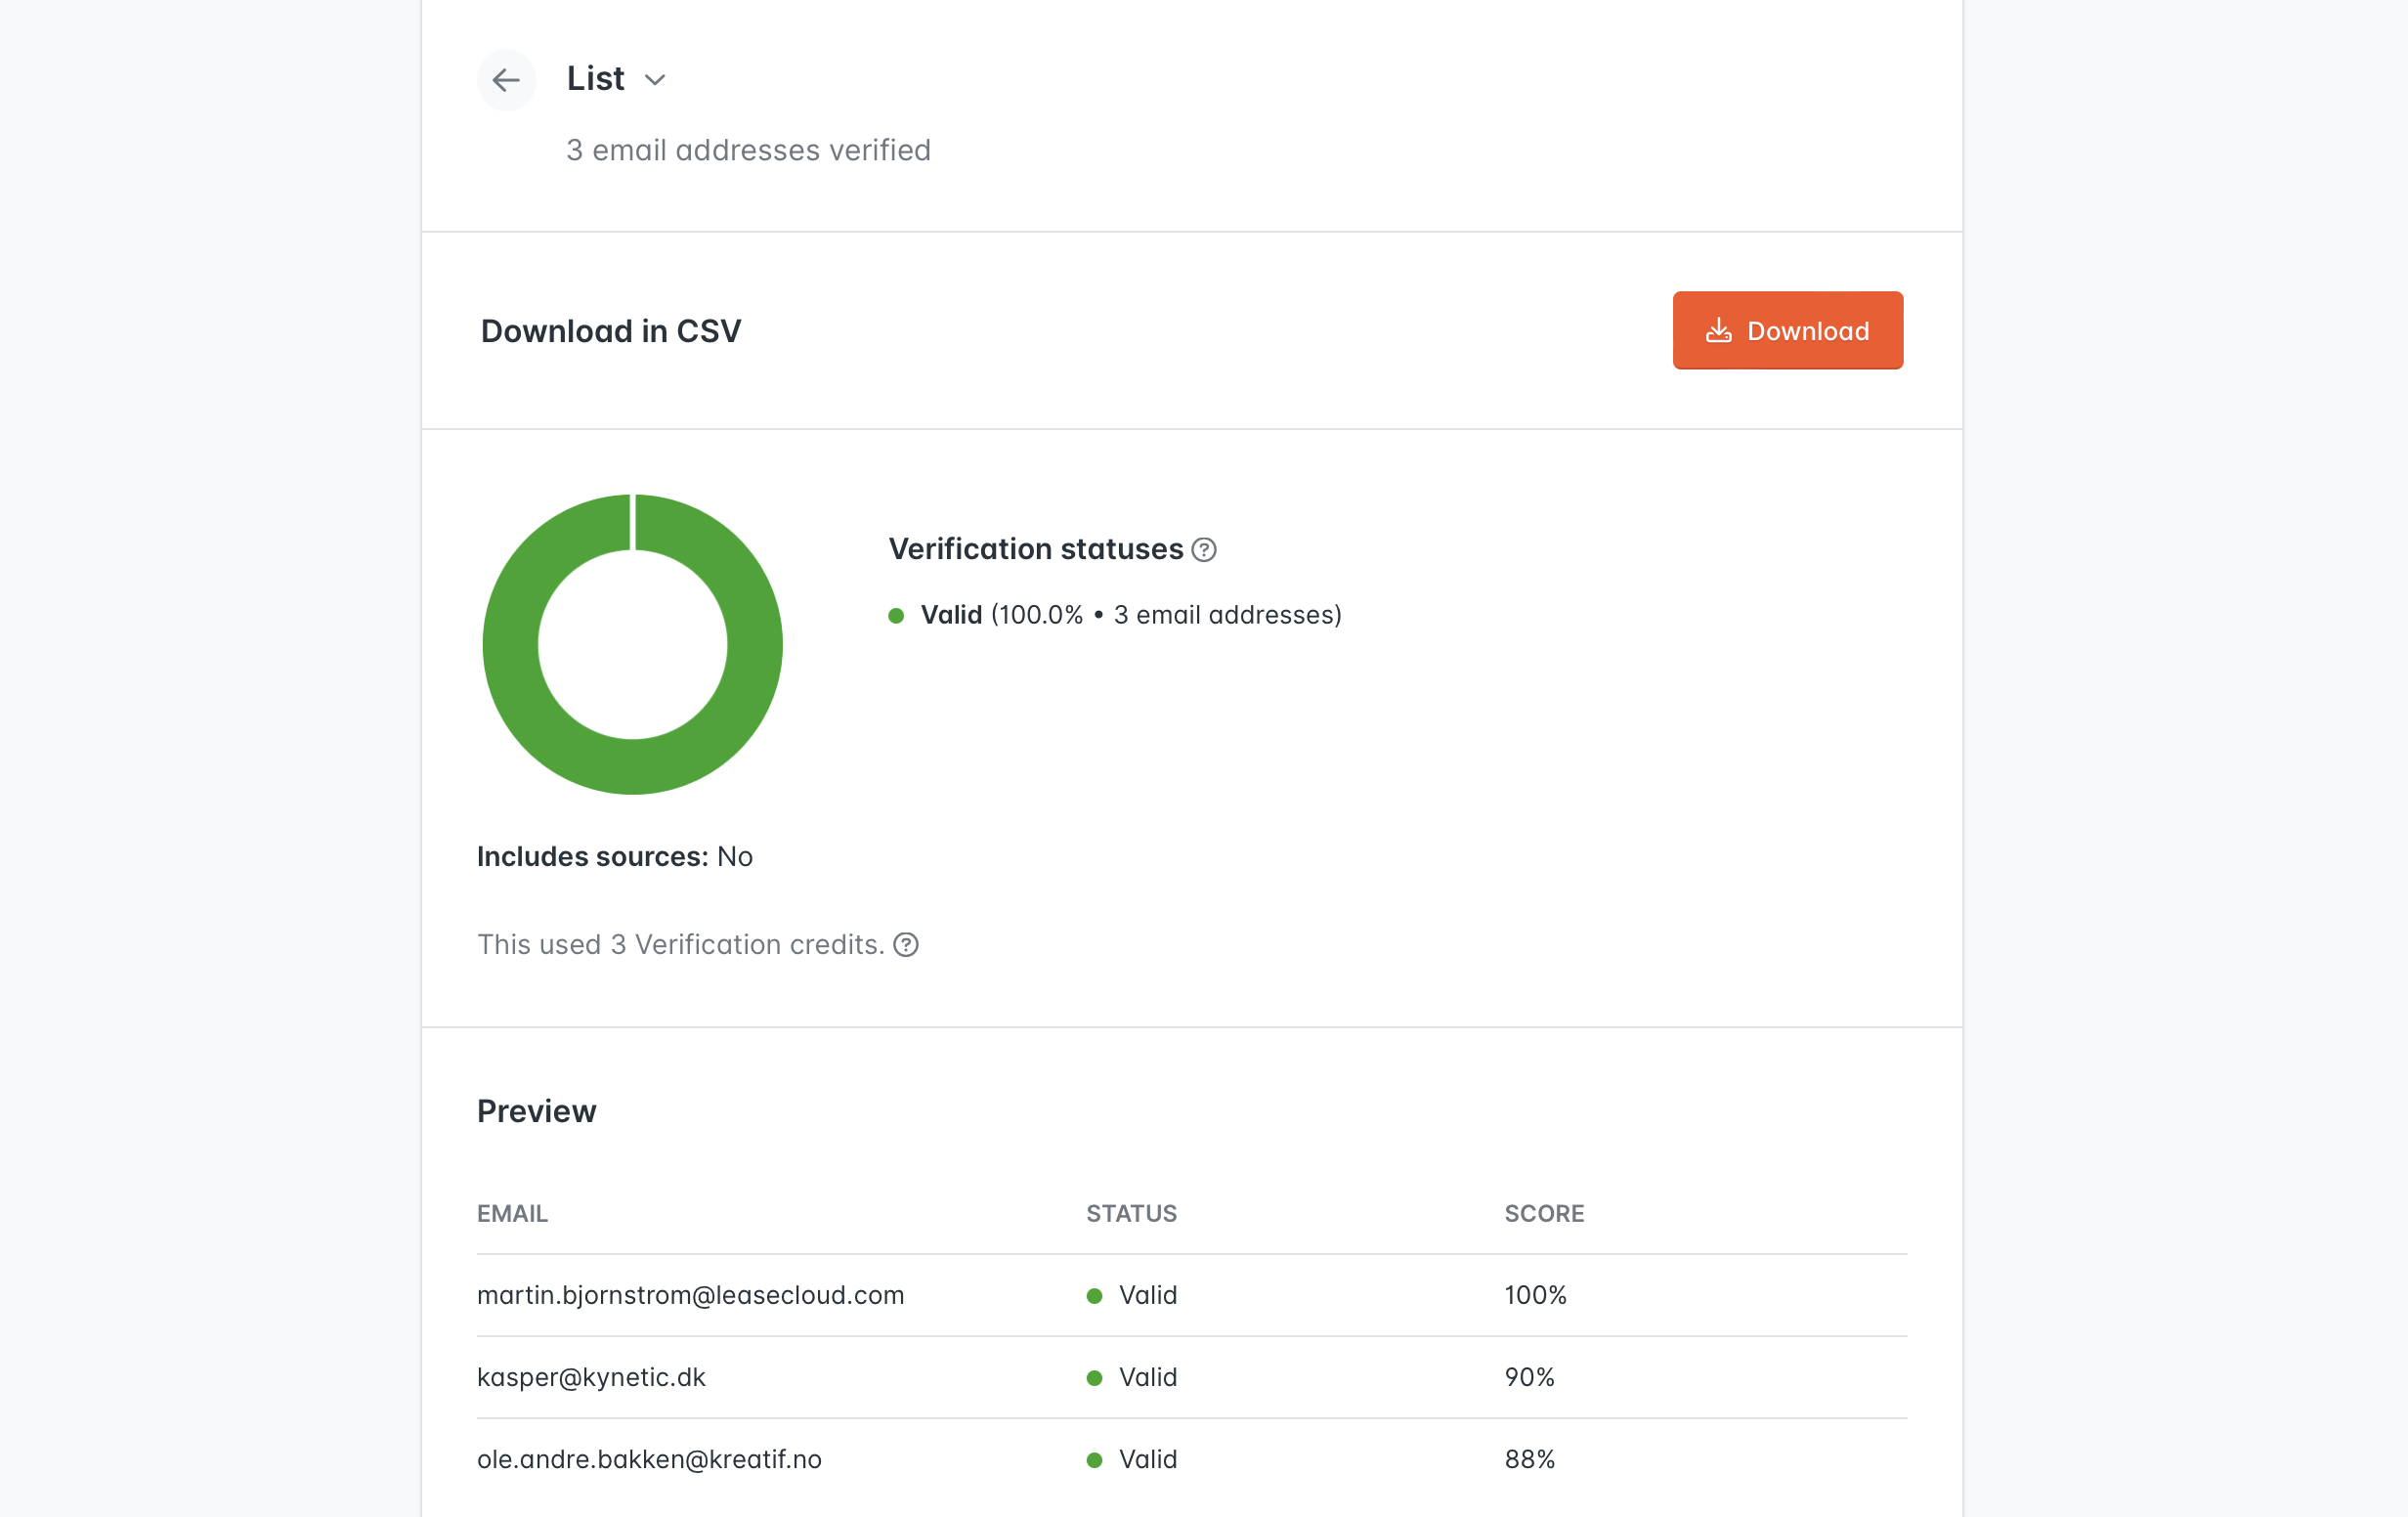 List
3 email addresses verified
Download in CSV
Download
Verification statuses ?
Valid (100.0% • 3 email addresses)
Includes sources: No
This used 3 Verification credits. ?
Preview
EMAIL STATUS SCORE
martin.bjornstrom@leasecloud.com Valid 100%
kasper@kynetic.dk Valid 90%
ole.andre.bakken@kreatif.no Valid 88%